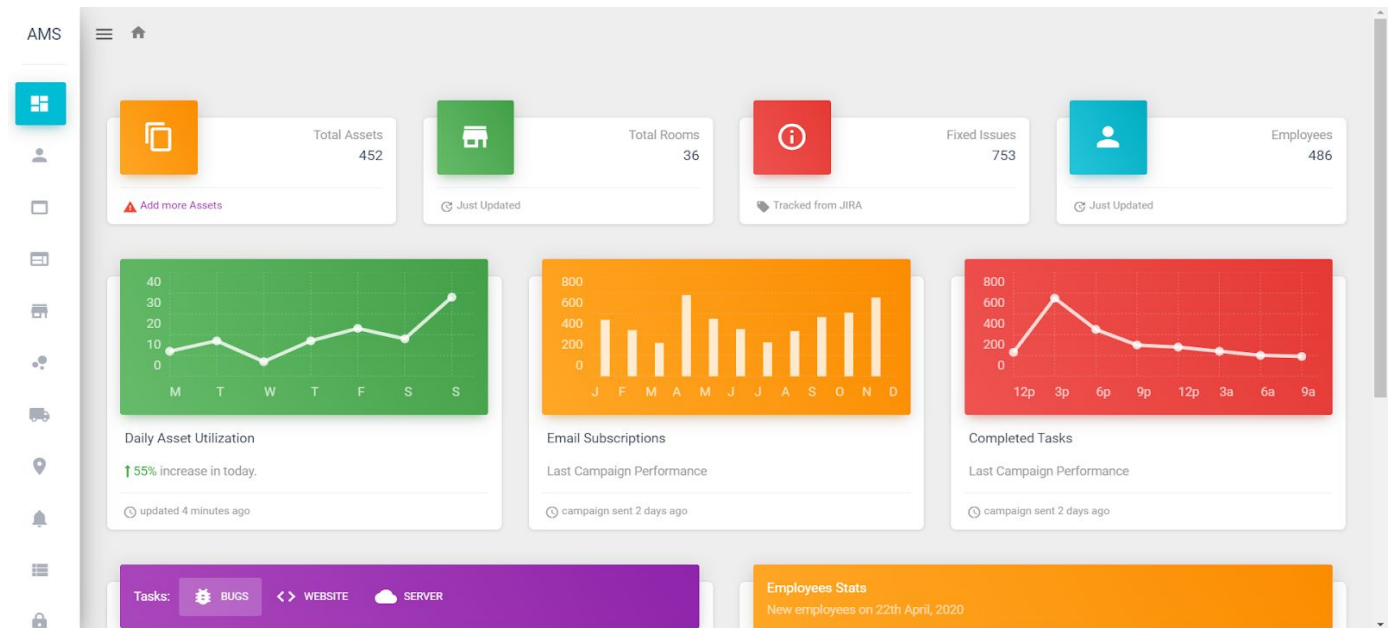 AMS
Total Assets
452
Add more Assets
Total Rooms
36
Just Updated
Fixed Issues
753
Tracked from JIRA
Employees
486
Just Updated
40
30
20
10
0
M T W T F S S
Daily Asset Utilization
55% increase in today.
updated 4 minutes ago
800
600
400
200
0
J F M A M J J A S O N D
Email Subscriptions
Last Campaign Performance
campaign sent 2 days ago
800
600
400
200
0
12p 3p 6p 9p 12p 3a 6a 9a
Completed Tasks
Last Campaign Performance
campaign sent 2 days ago
Tasks: BUGS WEBSITE SERVER
Employees Stats
New employees on 22th April, 2020